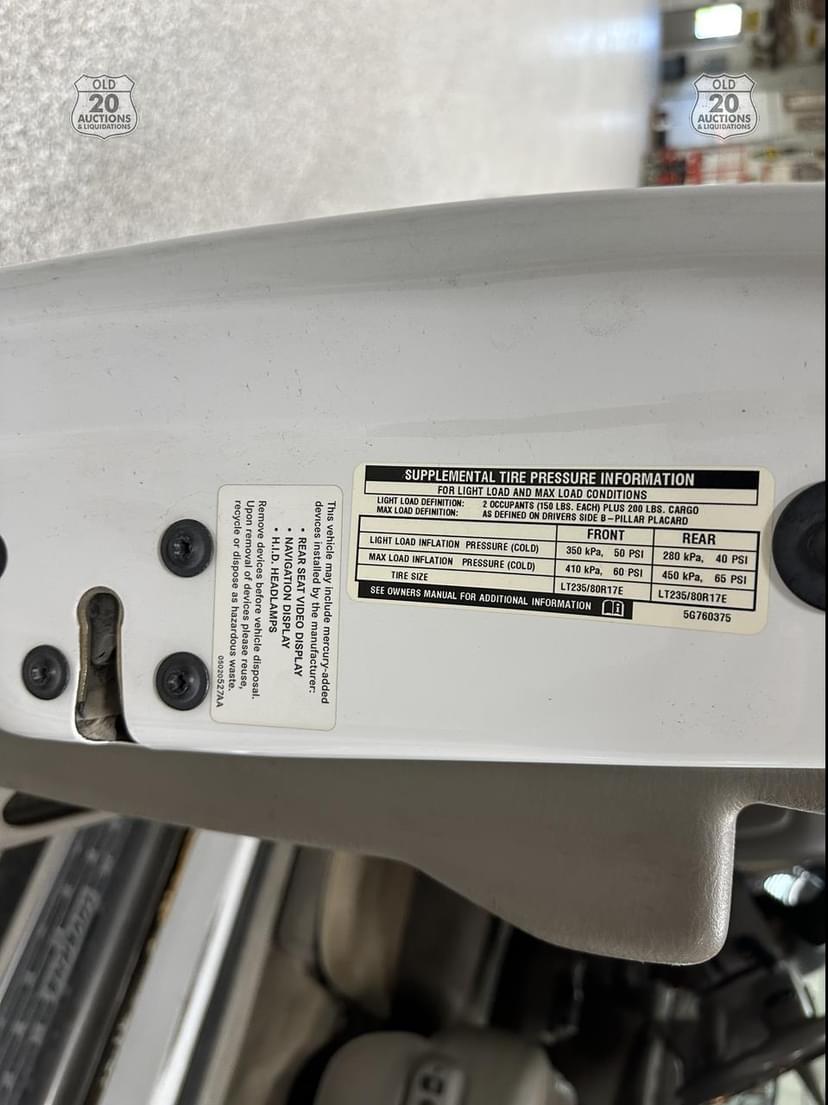 OLD
20
AUCTIONS
& LIQUIDATIONS
OLD
20
AUCTIONS
& LIQUIDATIONS
SUPPLEMENTAL TIRE PRESSURE INFORMATION
FOR LIGHT LOAD AND MAX LOAD CONDITIONS
LIGHT LOAD DEFINITION: 2 OCCUPANTS (150 LBS. EACH) PLUS 200 LBS. CARGO
MAX LOAD DEFINITION: AS DEFINED ON DRIVERS SIDE B-PILLAR PLACARD
FRONT REAR
LIGHT LOAD INFLATION PRESSURE (COLD) 350 kPa, 50 PSI 280 kPa, 40 PSI
MAX LOAD INFLATION PRESSURE (COLD) 410 kPa, 60 PSI 450 kPa, 65 PSI
TIRE SIZE LT235/80R17E LT235/80R17E
SEE OWNERS MANUAL FOR ADDITIONAL INFORMATION
5G760375
This vehicle may include mercury-added
devices installed by the manufacturer:
• REAR SEAT VIDEO DISPLAY
• NAVIGATION DISPLAY
• H.I.D. HEADLAMPS
Remove devices before vehicle disposal.
Upon removal of devices please reuse,
recycle or dispose as hazardous waste.
05020527AA